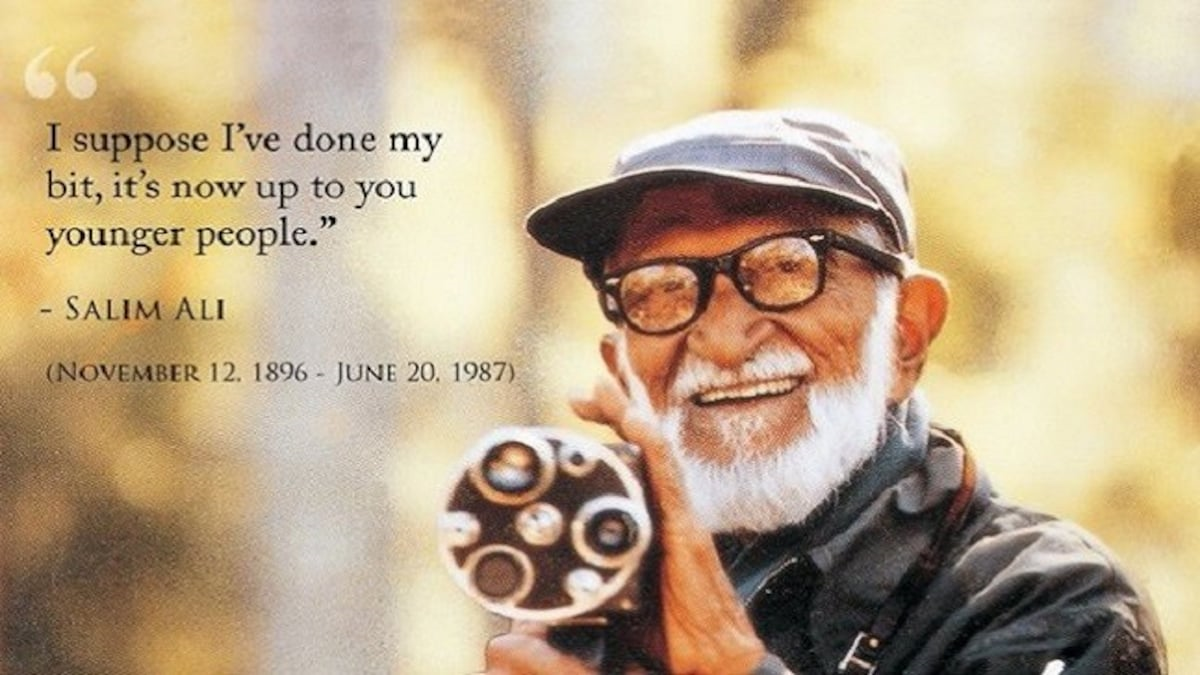 “
I suppose I’ve done my
bit, it’s now up to you
younger people.”
- Salim Ali
(November 12, 1896 - June 20, 1987)